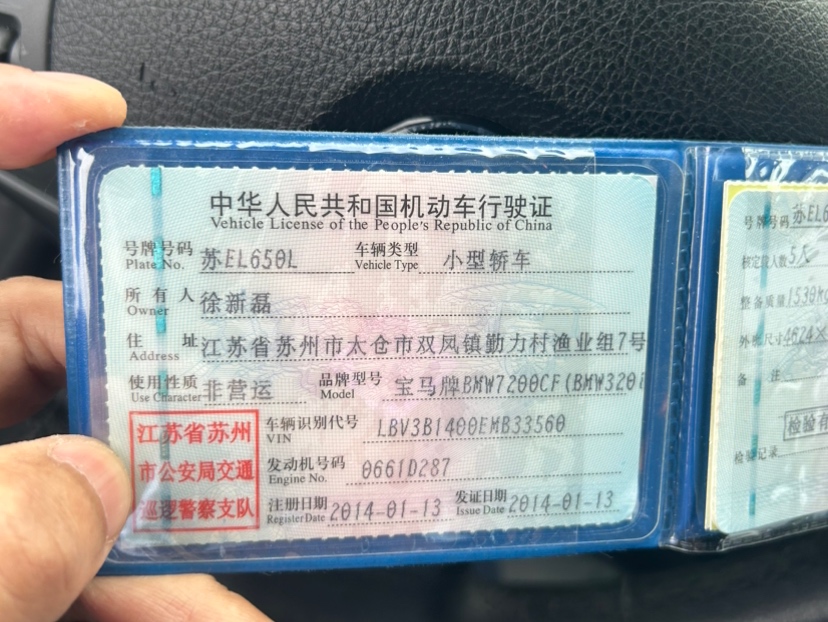 中华人民共和国机动车行驶证
Vehicle License of the People's Republic of China
号牌号码 苏EL650L 车辆类型 小型轿车
Plate No. Vehicle Type
所有人 徐新磊
Owner
住址 江苏省苏州市太仓市双凤镇勤力村渔业组7号
Address
使用性质 非营运 品牌型号 宝马牌BMW7200CF(BMW320i
Use Character Model
江苏省苏州
市公安局交通
巡逻警察支队
车辆识别代号 LBV3B1400EMB33560
VIN
发动机号码 0661D287
Engine No.
注册日期 2014-01-13 发证日期 2014-01-13
Register Date Issue Date
号牌号码 苏EL6
核定载人数 5人
整备质量 1530kg
外廓尺寸 4624×
备注
检验有
检验记录